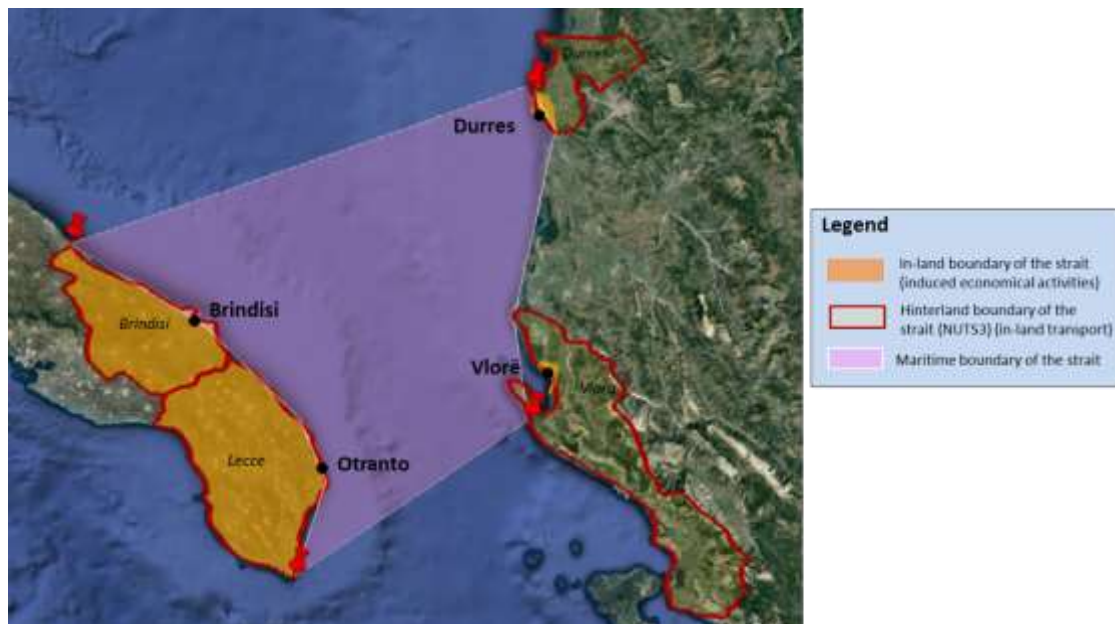 Durres
Durres
Brindisi
Brindisi
Vlorë
Vlora
Lecce
Otranto
Legend
In-land boundary of the strait
(induced economical activities)
Hinterland boundary of the
strait (NUTS3) (in-land transport)
Maritime boundary of the strait